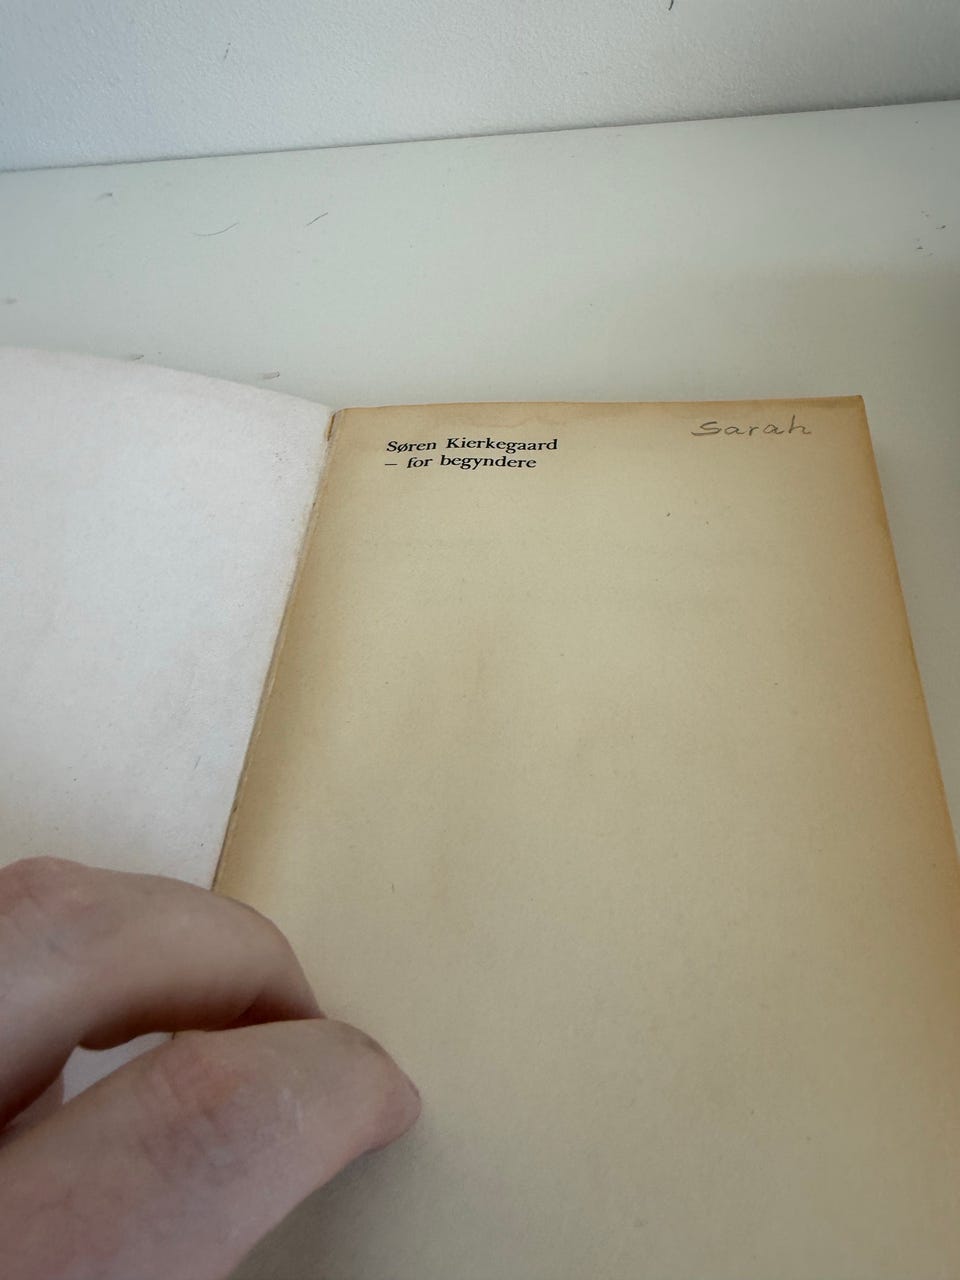 Søren Kierkegaard
– for begyndere
Sarah